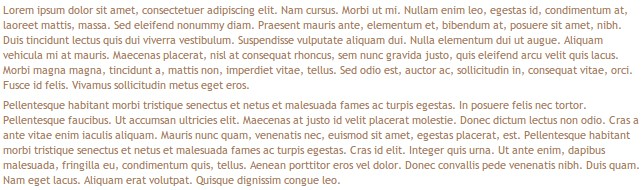 Lorem ipsum dolor sit amet, consectetuer adipiscing elit. Nam cursus. Morbi ut mi. Nullam enim leo, egestas id, condimentum at,
laoreet mattis, massa. Sed eleifend nonummy diam. Praesent mauris ante, elementum et, bibendum at, posuere sit amet, nibh.
Duis tincidunt lectus quis dui viverra vestibulum. Suspendisse vulputate aliquam dui. Nulla elementum dui ut augue. Aliquam
vehicula mi at mauris. Maecenas placerat, nisl at consequat rhoncus, sem nunc gravida justo, quis eleifend arcu velit quis lacus.
Morbi magna magna, tincidunt a, mattis non, imperdiet vitae, tellus. Sed odio est, auctor ac, sollicitudin in, consequat vitae, orci.
Fusce id felis. Vivamus sollicitudin metus eget eros.
Pellentesque habitant morbi tristique senectus et netus et malesuada fames ac turpis egestas. In posuere felis nec tortor.
Pellentesque faucibus. Ut accumsan ultricies elit. Maecenas at justo id velit placerat molestie. Donec dictum lectus non odio. Cras a
ante vitae enim iaculis aliquam. Mauris nunc quam, venenatis nec, euismod sit amet, egestas placerat, est. Pellentesque habitant
morbi tristique senectus et netus et malesuada fames ac turpis egestas. Cras id elit. Integer quis urna. Ut ante enim, dapibus
malesuada, fringilla eu, condimentum quis, tellus. Aenean porttitor eros vel dolor. Donec convallis pede venenatis nibh. Duis quam.
Nam eget lacus. Aliquam erat volutpat. Quisque dignissim congue leo.